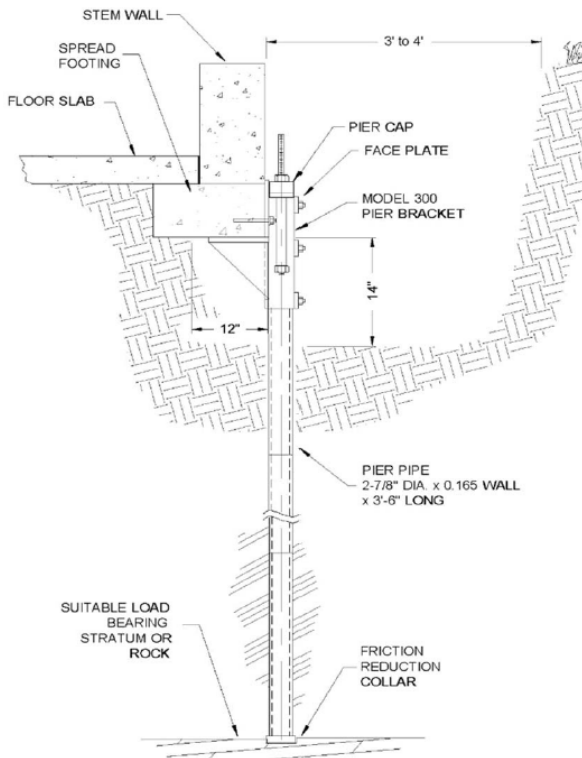 STEM WALL
3' to 4'
SPREAD
FOOTING
FLOOR SLAB
PIER CAP
FACE PLATE
MODEL 300
PIER BRACKET
14"
12"
PIER PIPE
2-7/8" DIA. x 0.165 WALL
x 3'-6" LONG
SUITABLE LOAD
BEARING
STRATUM OR
ROCK
FRICTION
REDUCTION
COLLAR